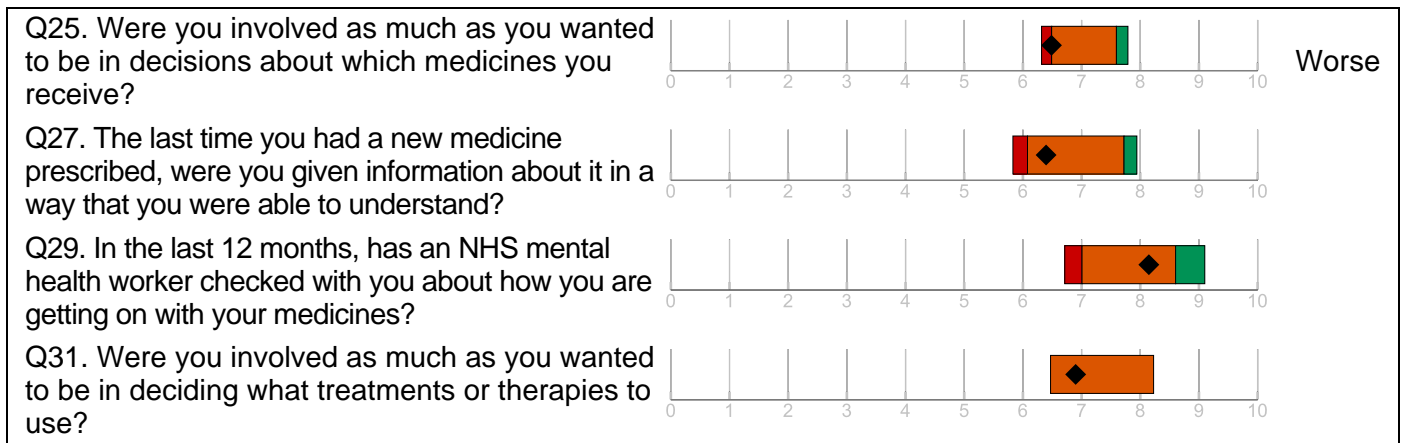 Q25. Were you involved as much as you wanted
to be in decisions about which medicines you
receive?
Worse
0 1 2 3 4 5 6 7 8 9 10
Q27. The last time you had a new medicine
prescribed, were you given information about it in a
way that you were able to understand?
0 1 2 3 4 5 6 7 8 9 10
Q29. In the last 12 months, has an NHS mental
health worker checked with you about how you are
getting on with your medicines?
0 1 2 3 4 5 6 7 8 9 10
Q31. Were you involved as much as you wanted
to be in deciding what treatments or therapies to
use?
0 1 2 3 4 5 6 7 8 9 10